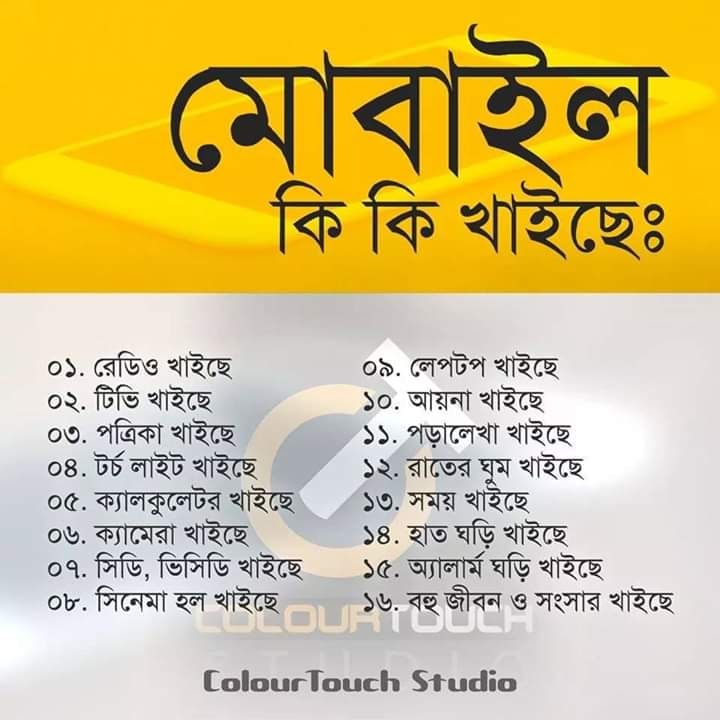 মোবাইল
কি কি খাইছেঃ
০১. রেডিও খাইছে
০২. টিভি খাইছে
০৩. পত্রিকা খাইছে
০৪. টর্চ লাইট খাইছে
০৫. ক্যালকুলেটর খাইছে
০৬. ক্যামেরা খাইছে
০৭. সিডি, ভিসিডি খাইছে
০৮. সিনেমা হল খাইছে
০৯. লেপটপ খাইছে
১০. আয়না খাইছে
১১. পড়ালেখা খাইছে
১২. রাতের ঘুম খাইছে
১৩. সময় খাইছে
১৪. হাত ঘড়ি খাইছে
১৫. অ্যালার্ম ঘড়ি খাইছে
১৬. বহু জীবন ও সংসার খাইছে
COLOURTOUCH
STUDIO
ColourTouch Studio